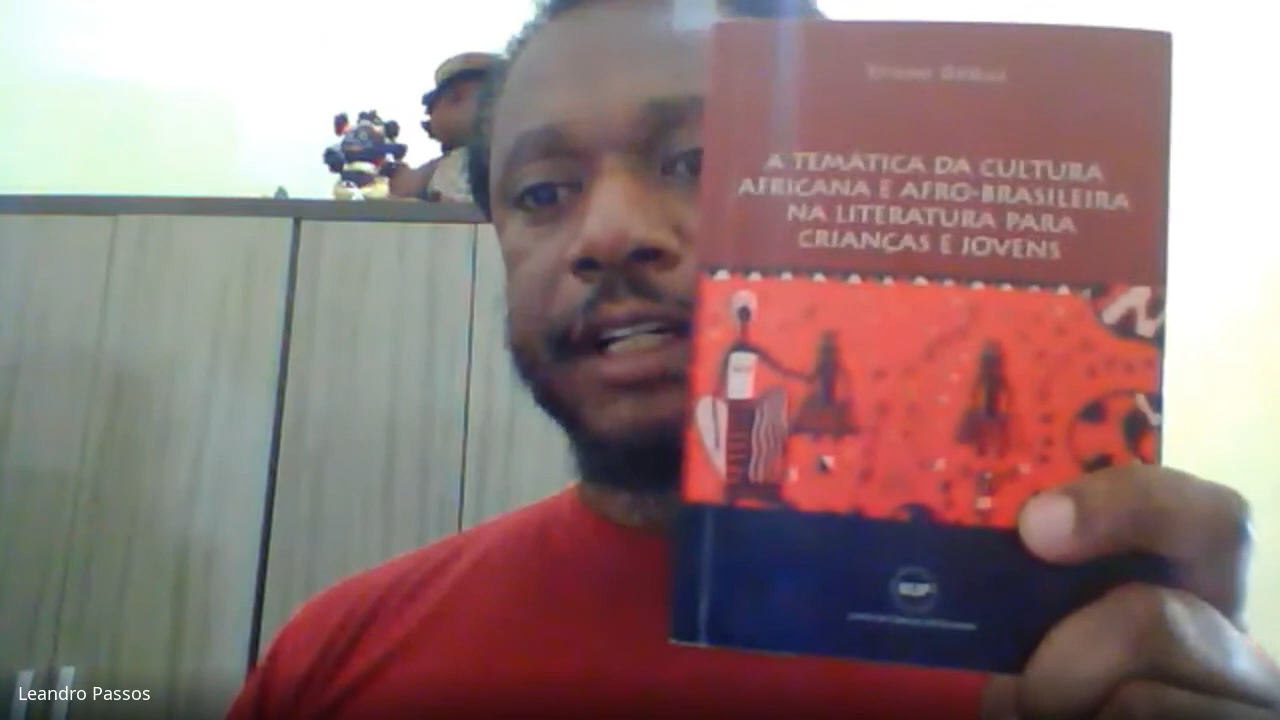 A TEMÁTICA DA CULTURA
AFRICANA E AFRO-BRASILEIRA
NA LITERATURA PARA
CRIANÇAS E JOVENS
Leandro Passos